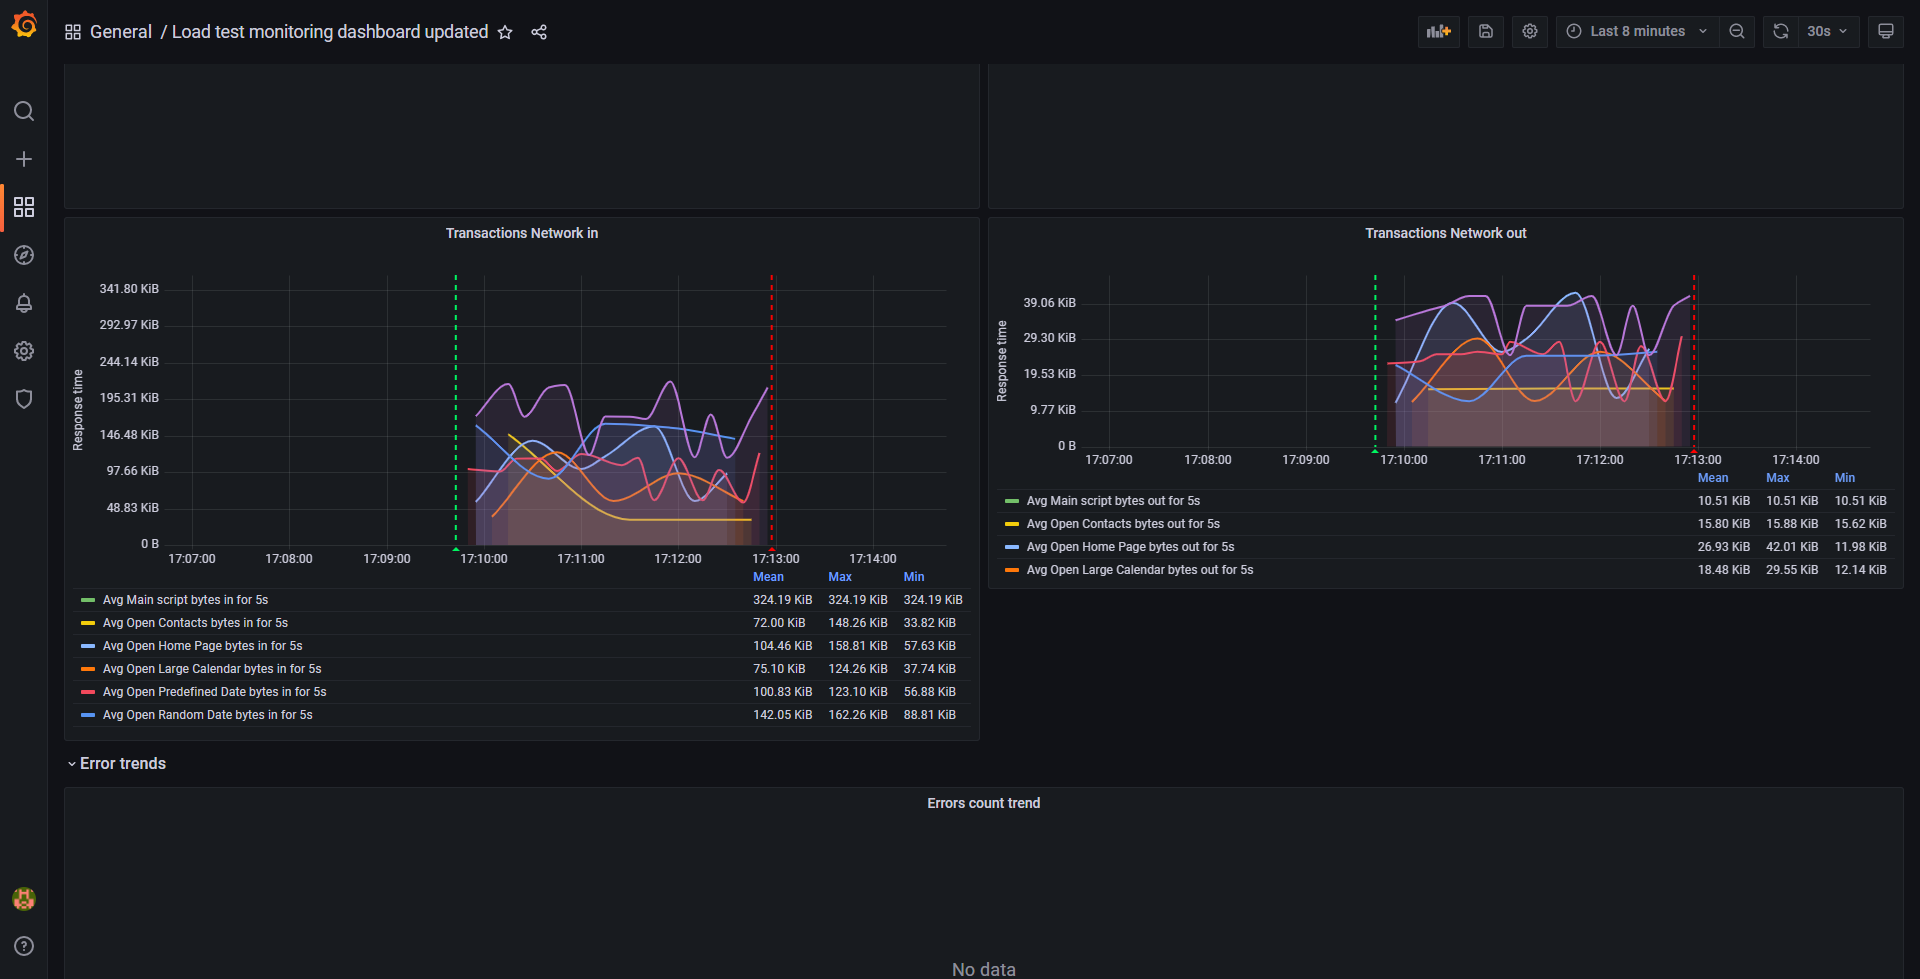 General / Load test monitoring dashboard updated
Last 8 minutes
30s
Transactions Network in
Response time
341.80 KiB
292.97 KiB
244.14 KiB
195.31 KiB
146.48 KiB
97.66 KiB
48.83 KiB
0 B
17:07:00 17:08:00 17:09:00 17:10:00 17:11:00 17:12:00 17:13:00 17:14:00
Mean Max Min
Avg Main script bytes in for 5s 324.19 KiB 324.19 KiB 324.19 KiB
Avg Open Contacts bytes in for 5s 72.00 KiB 148.26 KiB 33.82 KiB
Avg Open Home Page bytes in for 5s 104.46 KiB 158.81 KiB 57.63 KiB
Avg Open Large Calendar bytes in for 5s 75.10 KiB 124.26 KiB 37.74 KiB
Avg Open Predefined Date bytes in for 5s 100.83 KiB 123.10 KiB 56.88 KiB
Avg Open Random Date bytes in for 5s 142.05 KiB 162.26 KiB 88.81 KiB
Transactions Network out
Response time
39.06 KiB
29.30 KiB
19.53 KiB
9.77 KiB
0 B
17:07:00 17:08:00 17:09:00 17:10:00 17:11:00 17:12:00 17:13:00 17:14:00
Mean Max Min
Avg Main script bytes out for 5s 10.51 KiB 10.51 KiB 10.51 KiB
Avg Open Contacts bytes out for 5s 15.80 KiB 15.88 KiB 15.62 KiB
Avg Open Home Page bytes out for 5s 26.93 KiB 42.01 KiB 11.98 KiB
Avg Open Large Calendar bytes out for 5s 18.48 KiB 29.55 KiB 12.14 KiB
Error trends
Errors count trend
No data